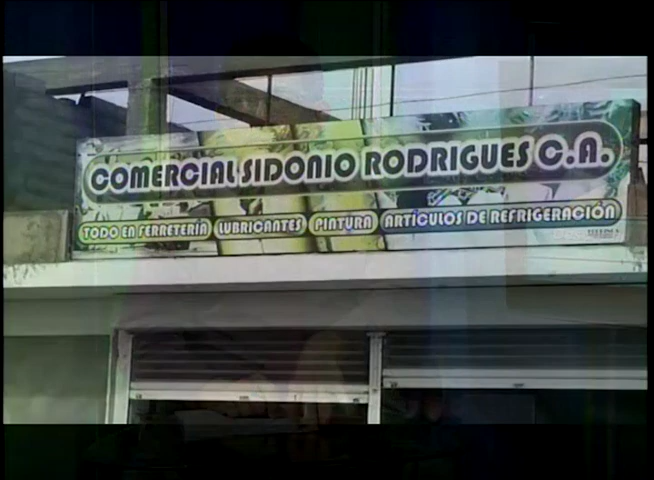 COMERCIAL SIDONIO RODRIGUES C.A.
TODO EN FERRETERÍA LUBRICANTES PINTURA ARTÍCULOS DE REFRIGERACIÓN